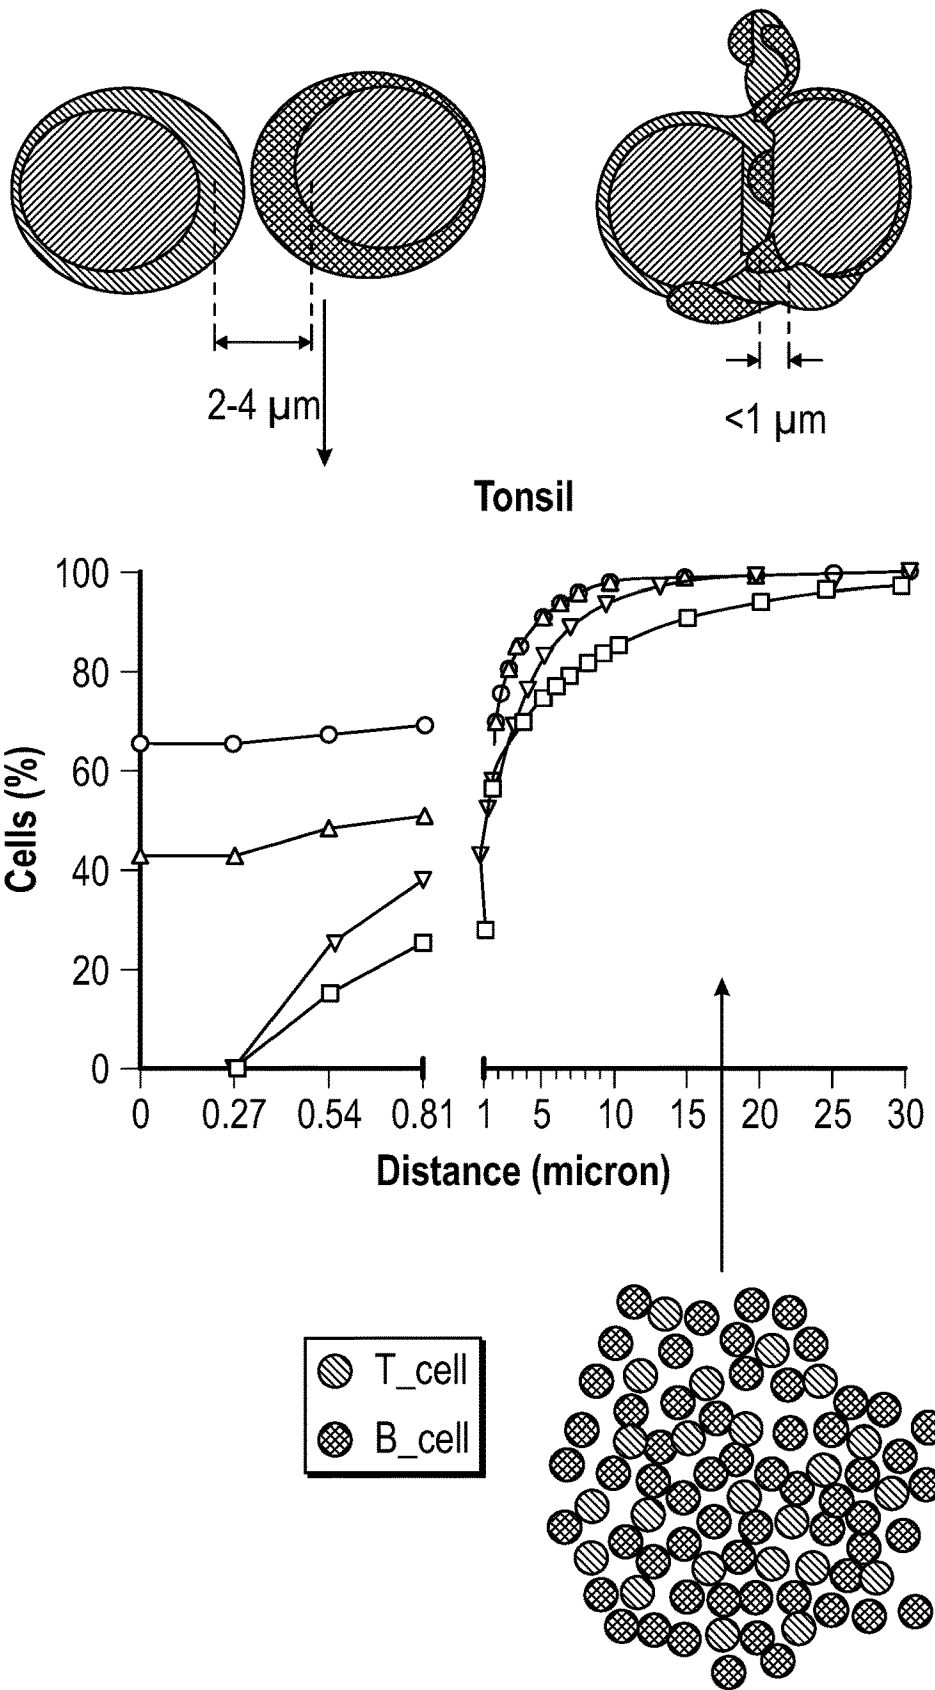 2-4 µm
<1 µm
Tonsil
100
80
60
40
20
0
Cells (%)
0 0.27 0.54 0.81 1 5 10 15 20 25 30
Distance (micron)
T_cell
B_cell